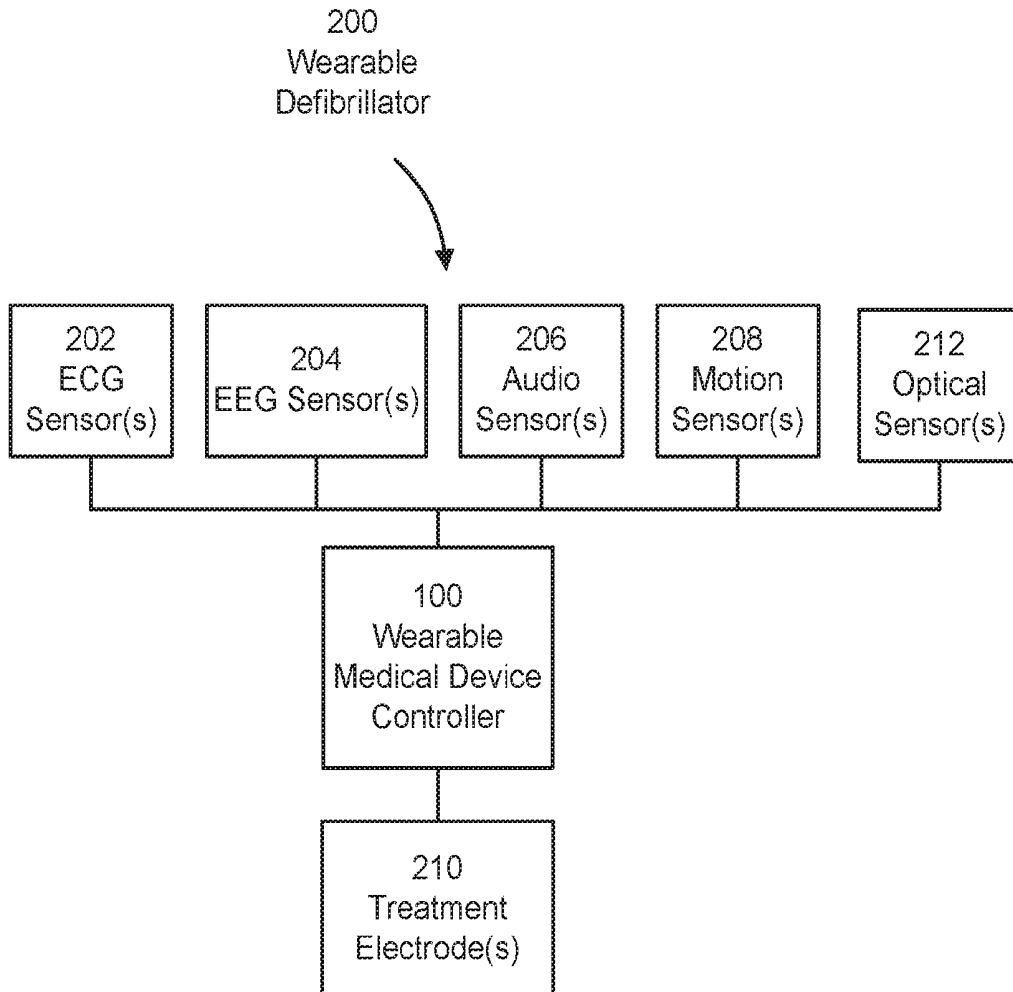 200
Wearable
Defibrillator
202
ECG
Sensor(s)
204
EEG Sensor(s)
206
Audio
Sensor(s)
208
Motion
Sensor(s)
212
Optical
Sensor(s)
100
Wearable
Medical Device
Controller
210
Treatment
Electrode(s)